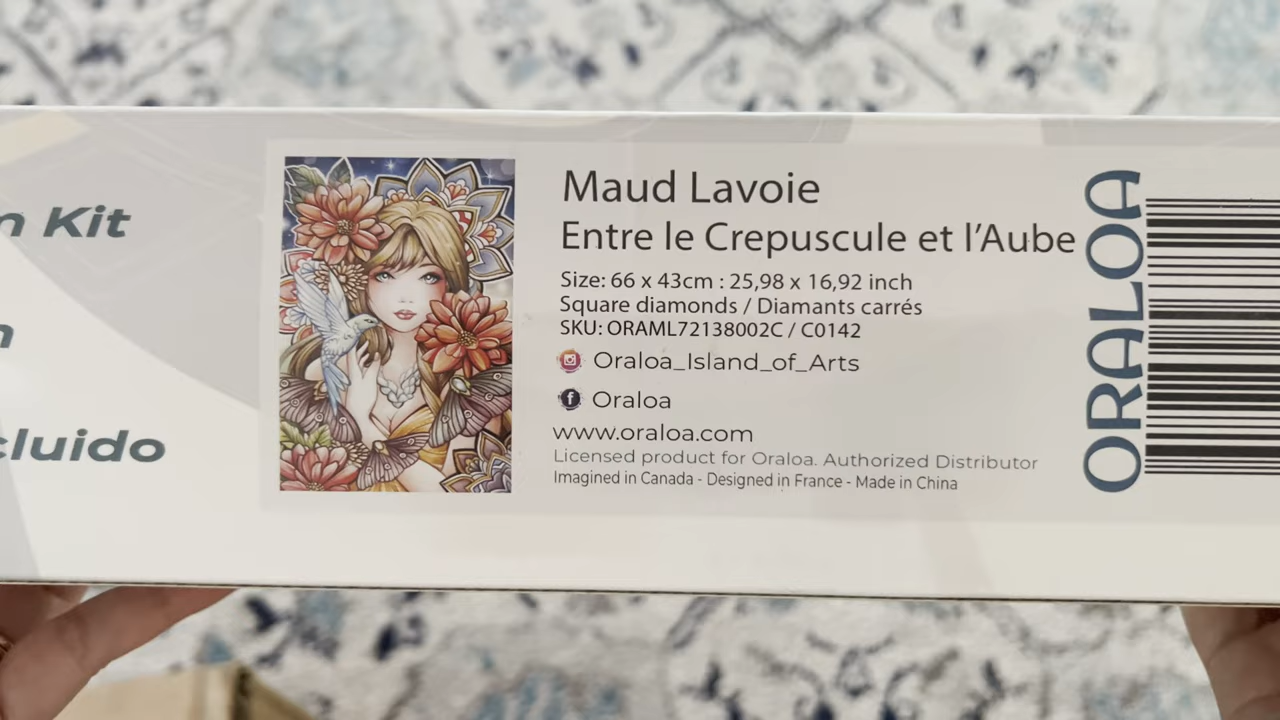 n Kit
cluido
Maud Lavoie
Entre le Crepuscule et l'Aube
Size: 66 x 43cm : 25,98 x 16,92 inch
Square diamonds / Diamants carrés
SKU: ORAML72138002C / C0142
Oraloa_Island_of_Arts
Oraloa
www.oraloa.com
Licensed product for Oraloa. Authorized Distributor
Imagined in Canada - Designed in France - Made in China
ORALOA